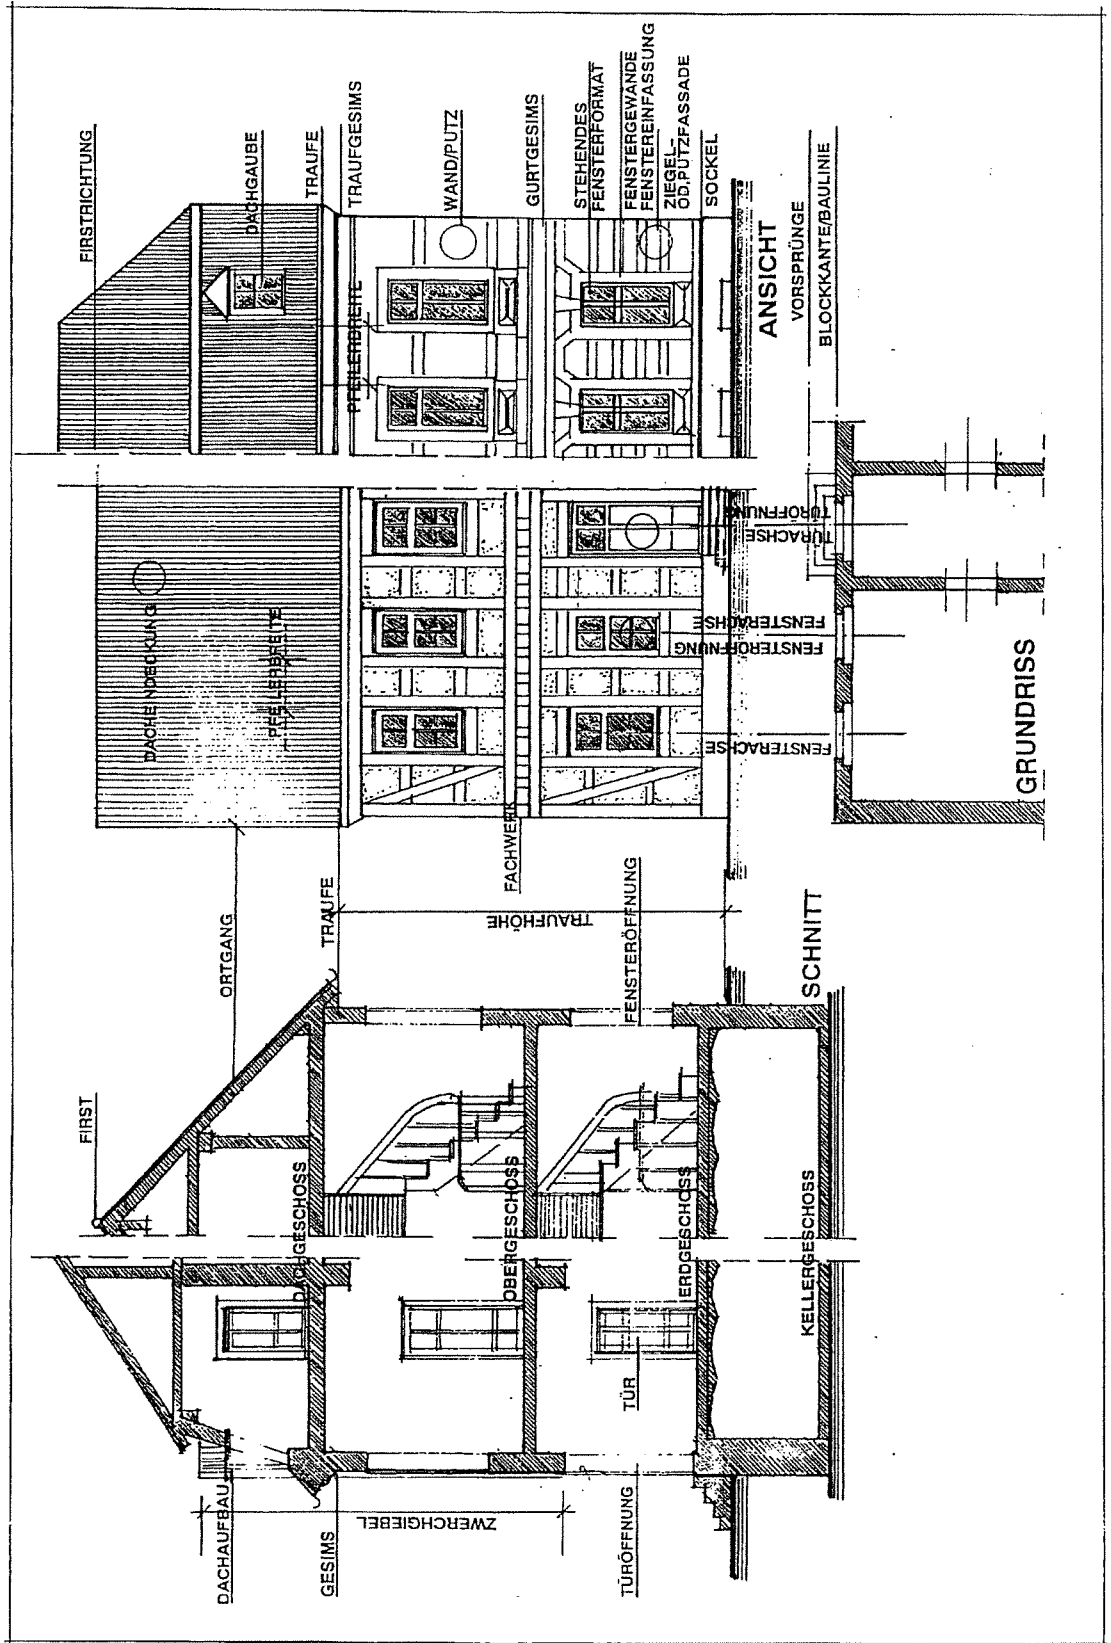 FIRST
ORTGANG
TRAUFE
DACHAUFBAU
GESIMS
ZWERCHGIEBEL
TÜRÖFFNUNG
TÜR
DACHGESCHOSS
OBERGESCHOSS
ERDGESCHOSS
KELLERGESCHOSS
FENSTERÖFFNUNG
TRAUFHÖHE
SCHNITT
DACHEINDECKUNG
PFEILERBREITE
FACHWERK
FENSTERACHSE
FENSTERÖFFNUNG
FENSTERACHSE
TÜRACHSE
TÜRÖFFNUNG
GRUNDRISS
FIRSTRICHTUNG
DACHGAUBE
TRAUFE
TRAUFGESIMS
PFEILERBREITE
WAND/PUTZ
GURTGESIMS
STEHENDES
FENSTERFORMAT
FENSTERGEWANDE
FENSTEREINFASSUNG
ZIEGEL-
OD.PUTZFASSADE
SOCKEL
ANSICHT
VORSPRÜNGE
BLOCKKANTE/BAULINIE